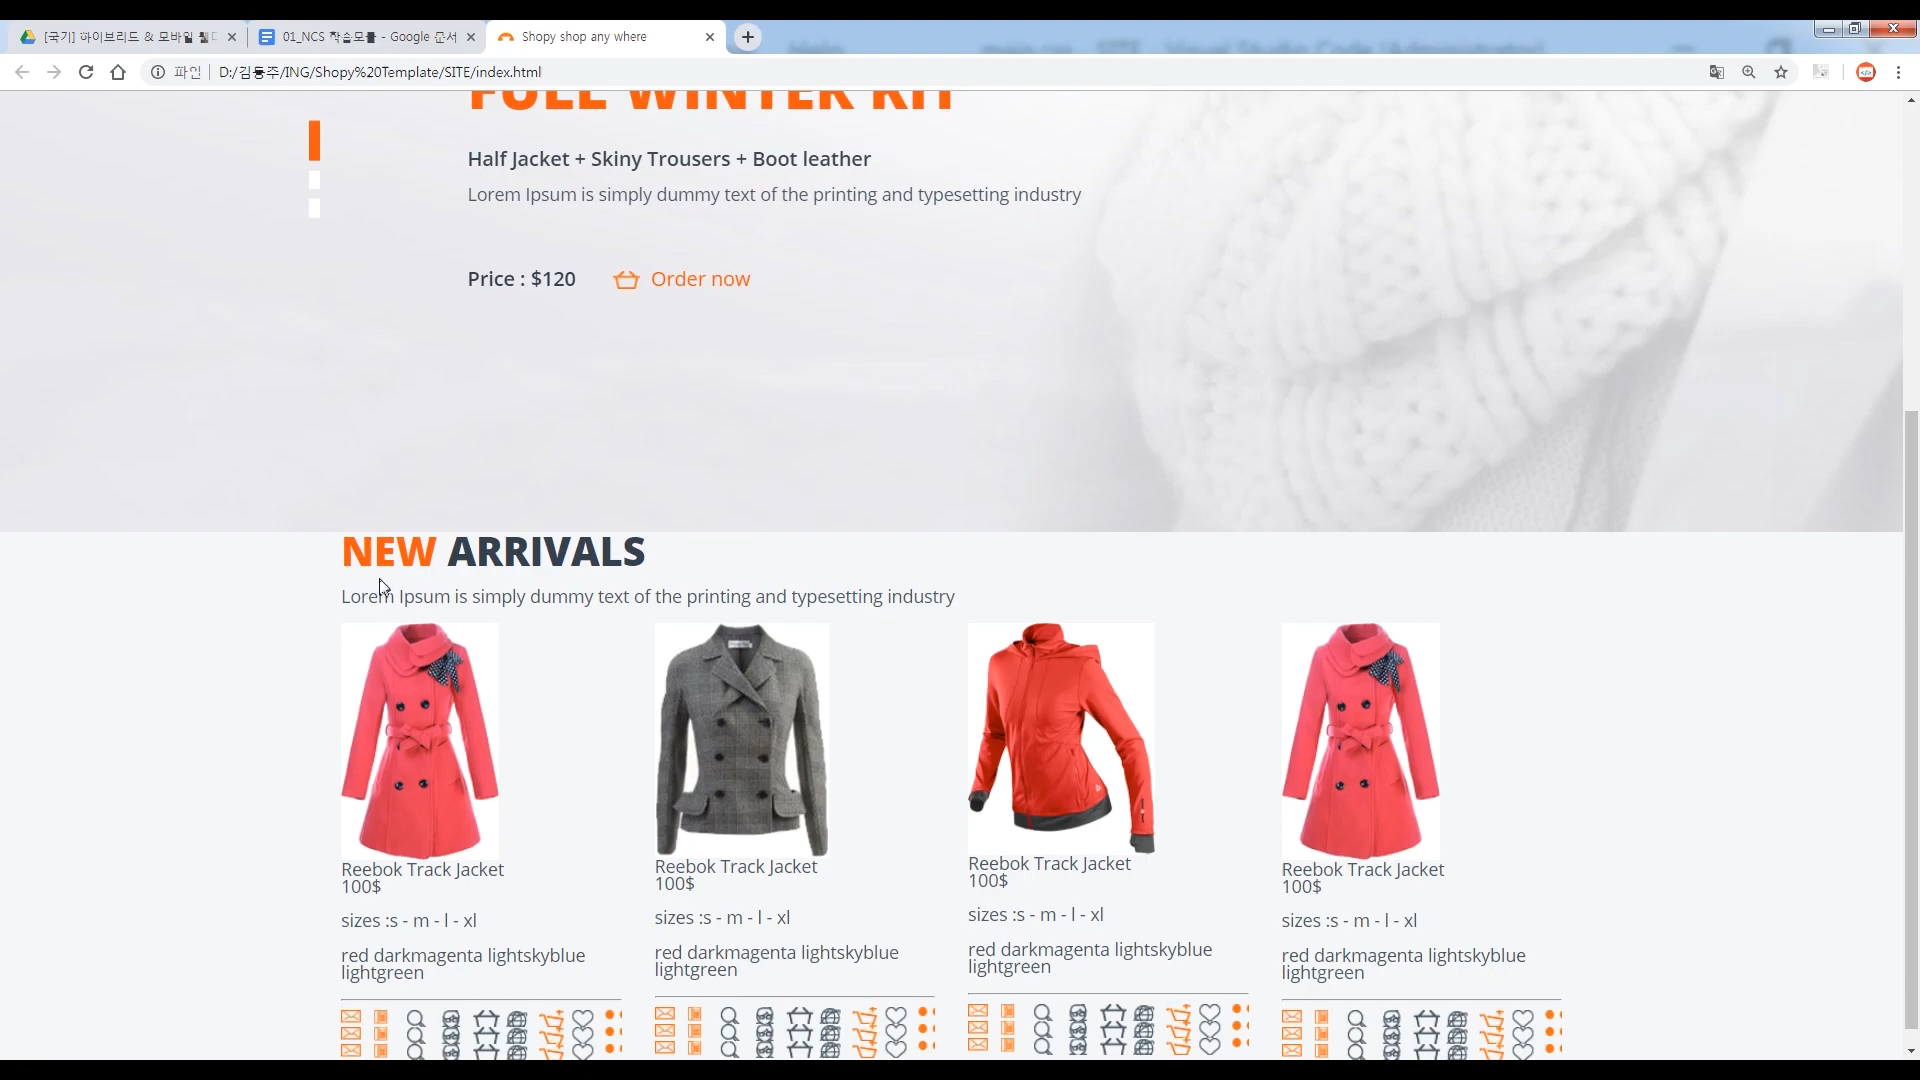 [국기] 하이브리드 & 모바일 웹디
01_NCS 학습모듈 - Google 문서
Shopy shop any where
파일 D:/김동주/ING/Shopy%20Template/SITE/index.html
FULL WINTER KIT
Half Jacket + Skiny Trousers + Boot leather
Lorem Ipsum is simply dummy text of the printing and typesetting industry
Price : $120 Order now
NEW ARRIVALS
Lorem Ipsum is simply dummy text of the printing and typesetting industry
Reebok Track Jacket
100$
sizes :s - m - l - xl
red darkmagenta lightskyblue
lightgreen
Reebok Track Jacket
100$
sizes :s - m - l - xl
red darkmagenta lightskyblue
lightgreen
Reebok Track Jacket
100$
sizes :s - m - l - xl
red darkmagenta lightskyblue
lightgreen
Reebok Track Jacket
100$
sizes :s - m - l - xl
red darkmagenta lightskyblue
lightgreen